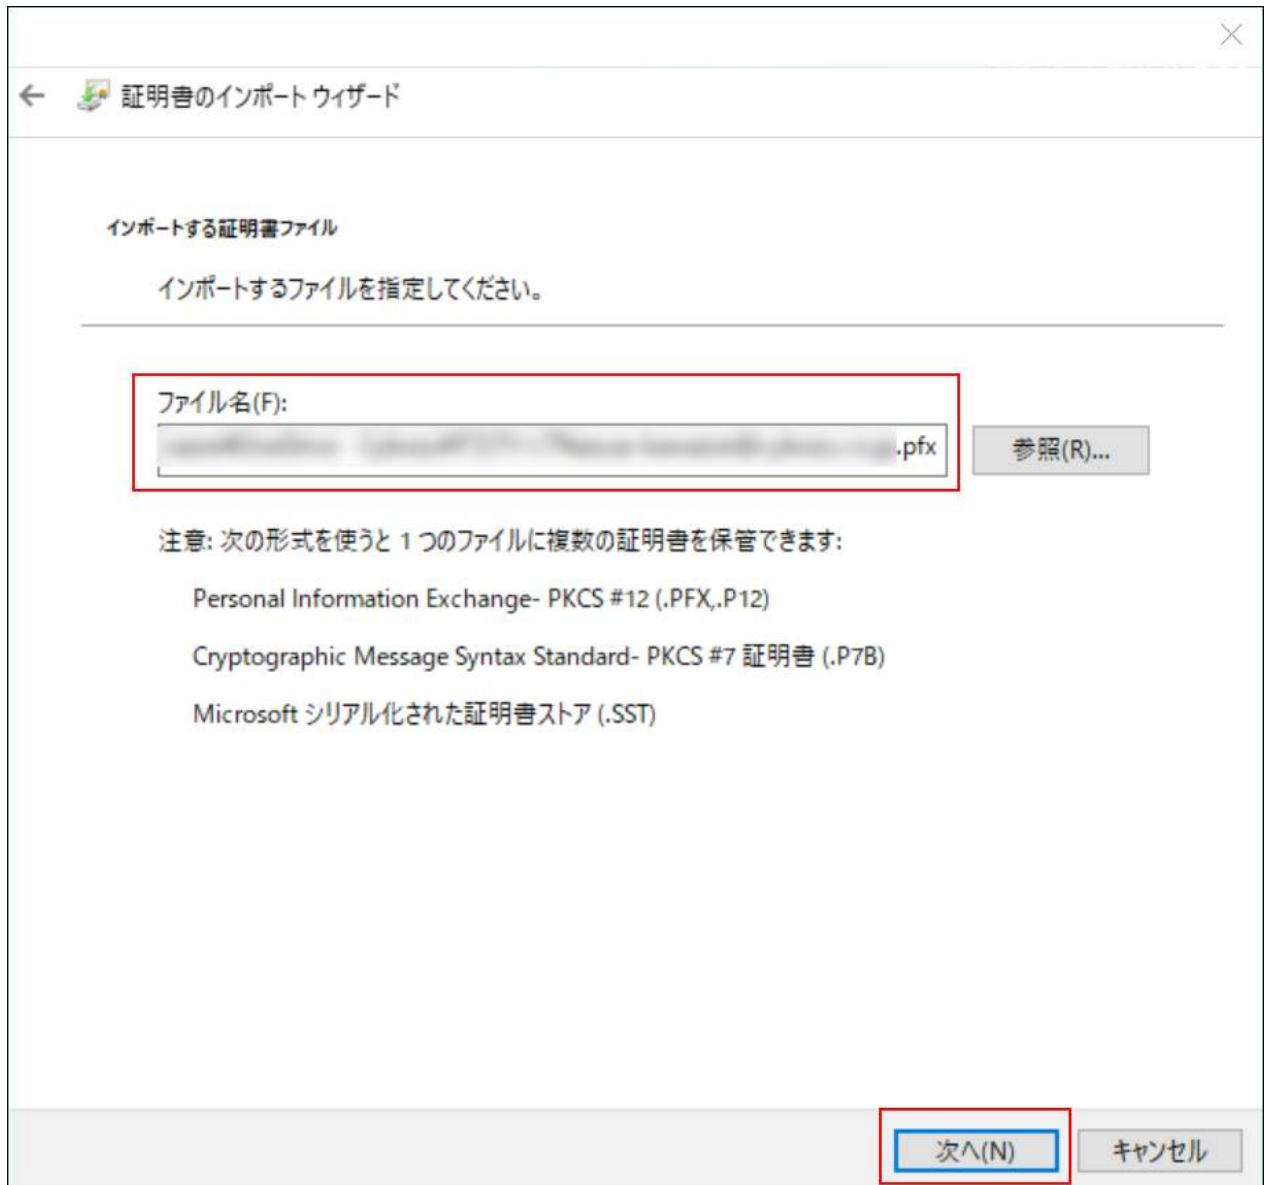 証明書のインポート ウィザード
インポートする証明書ファイル
インポートするファイルを指定してください。
ファイル名(F):
.pfx
参照(R)...
注意: 次の形式を使うと 1 つのファイルに複数の証明書を保管できます:
Personal Information Exchange- PKCS #12 (.PFX,.P12)
Cryptographic Message Syntax Standard- PKCS #7 証明書 (.P7B)
Microsoft シリアル化された証明書ストア (.SST)
次へ(N)
キャンセル